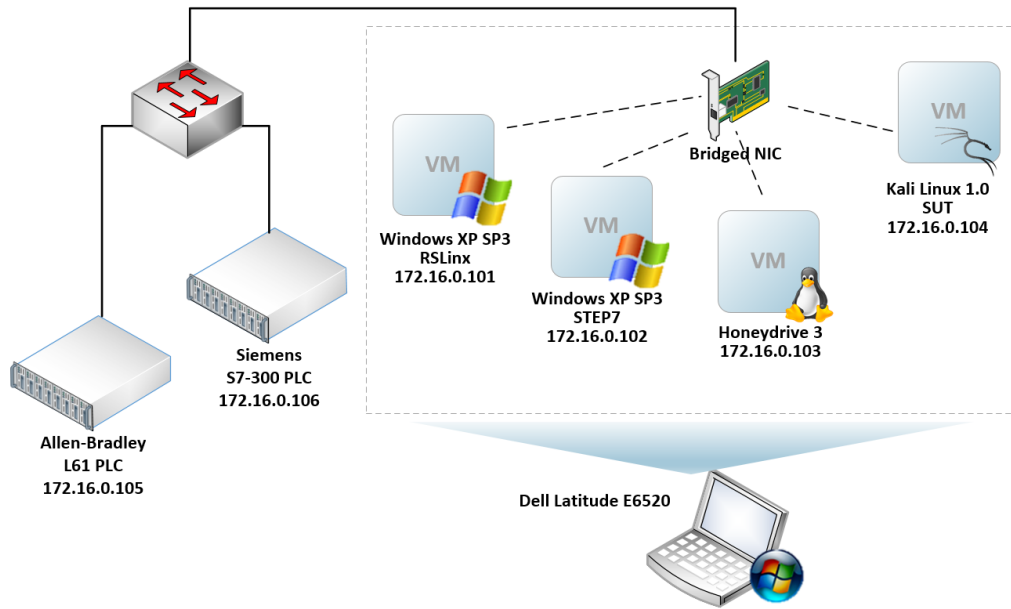 VM
Bridged NIC
VM
Kali Linux 1.0
SUT
172.16.0.104
Windows XP SP3
RSLinx
172.16.0.101
VM
Windows XP SP3
STEP7
172.16.0.102
VM
Honeydrive 3
172.16.0.103
Siemens
S7-300 PLC
172.16.0.106
Allen-Bradley
L61 PLC
172.16.0.105
Dell Latitude E6520